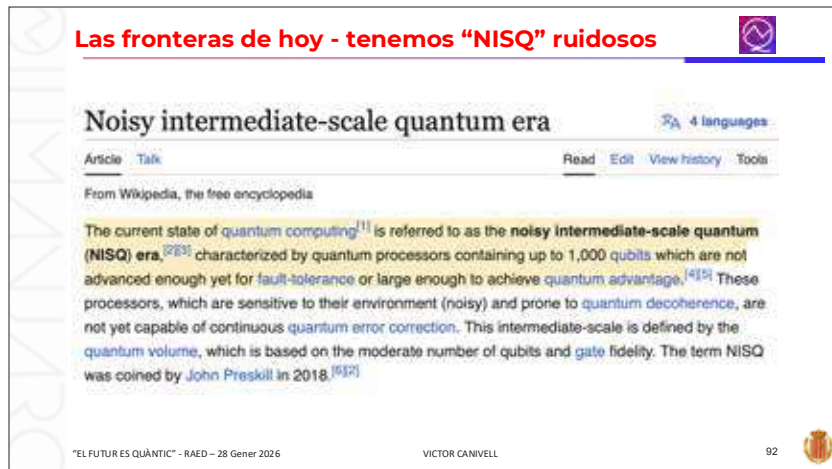 Las fronteras de hoy - tenemos “NISQ” ruidosos
Noisy intermediate-scale quantum era
4 languages
Article Talk Read Edit View history Tools
From Wikipedia, the free encyclopedia
The current state of quantum computing[1] is referred to as the noisy intermediate-scale quantum
(NISQ) era,[2][3] characterized by quantum processors containing up to 1,000 qubits which are not
advanced enough yet for fault-tolerance or large enough to achieve quantum advantage.[4][5] These
processors, which are sensitive to their environment (noisy) and prone to quantum decoherence, are
not yet capable of continuous quantum error correction. This intermediate-scale is defined by the
quantum volume, which is based on the moderate number of qubits and gate fidelity. The term NISQ
was coined by John Preskill in 2018.[6][2]
"EL FUTUR ES QUÀNTIC" - RAED – 28 Gener 2026 VICTOR CANIVELL 92